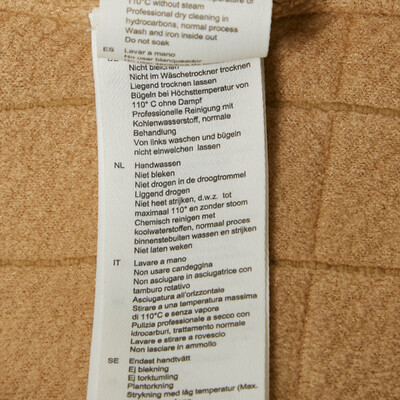 110°C without steam
Professional dry cleaning in
hydrocarbons, normal process
Wash and iron inside out
Do not soak
ES Lavar a mano
No usar blanqueador
Nicht bleichen
Nicht im Wäschetrockner trocknen
Liegend trocknen lassen
Bügeln bei Höchsttemperatur von
110° C ohne Dampf
Professionelle Reinigung mit
Kohlenwasserstoff, normale
Behandlung
Von links waschen und bügeln
nicht einweichen lassen
NL Handwassen
Niet bleken
Niet drogen in de droogtrommel
Liggend drogen
Niet heet strijken, d.w.z. tot
maximaal 110° en zonder stoom
Chemisch reinigen met
koolwaterstoffen, normaal proces
binnenstebuiten wassen en strijken
Niet laten weken
IT Lavare a mano
Non usare candeggina
Non asciugare in asciugatrice con
tamburo rotativo
Asciugatura all'orizzontale
Stirare a una temperatura massima
di 110°C e senza vapore
Pulizia professionale a secco con
idrocarburi, trattamento normale
Lavare e stirare a rovescio
Non lasciare in ammollo
SE Endast handtvätt
Ej blekning
Ej torktumling
Plantorkning
Strykning med låg temperatur (Max.